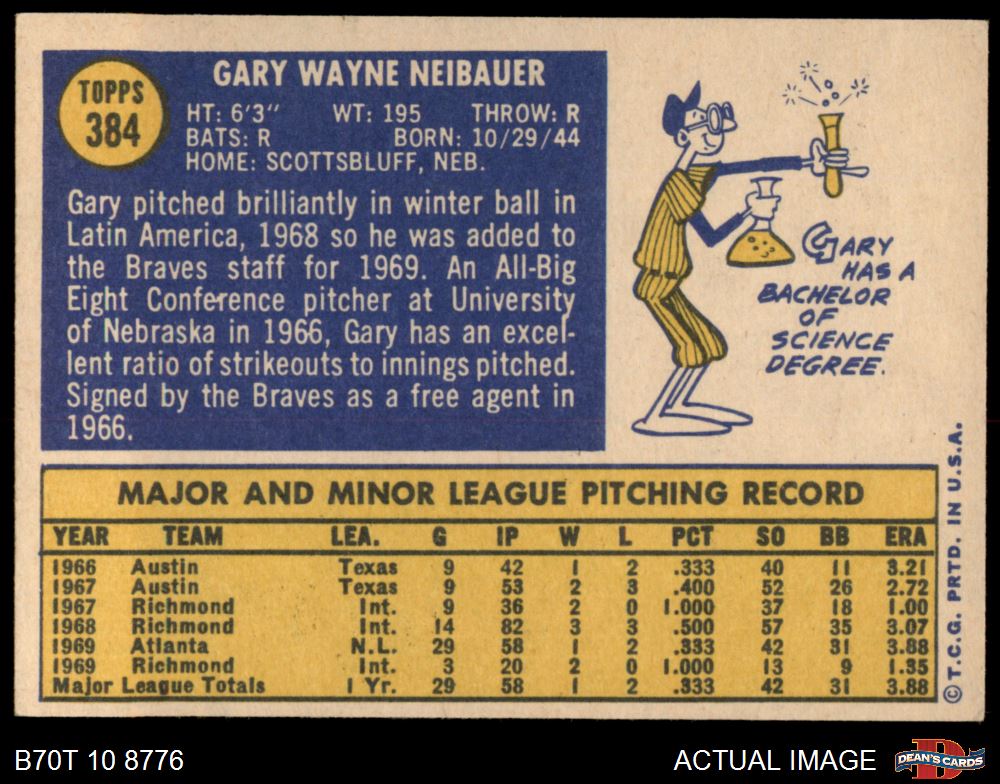 TOPPS
384
GARY WAYNE NEIBAUER
HT: 6'3" WT: 195 THROW: R
BATS: R BORN: 10/29/44
HOME: SCOTTSBLUFF, NEB.
Gary pitched brilliantly in winter ball in
Latin America, 1968 so he was added to
the Braves staff for 1969. An All-Big
Eight Conference pitcher at University
of Nebraska in 1966, Gary has an excel-
lent ratio of strikeouts to innings pitched.
Signed by the Braves as a free agent in
1966.
GARY
HAS A
BACHELOR
OF
SCIENCE
DEGREE.
MAJOR AND MINOR LEAGUE PITCHING RECORD
YEAR TEAM LEA. G IP W L PCT SO BB ERA
1966 Austin Texas 9 42 1 2 .333 40 11 3.21
1967 Austin Texas 9 53 2 3 .400 52 26 2.72
1967 Richmond Int. 9 36 2 0 1.000 37 18 1.00
1968 Richmond Int. 14 82 3 3 .500 57 35 3.07
1969 Atlanta N.L. 29 58 1 2 .333 42 31 3.88
1969 Richmond Int. 3 20 2 0 1.000 13 9 1.35
Major League Totals 1 Yr. 29 58 1 2 .333 42 31 3.88
© T.C.G. PRTD. IN U.S.A.
B70T 10 8776
ACTUAL IMAGE
D
DEAN'S CARDS